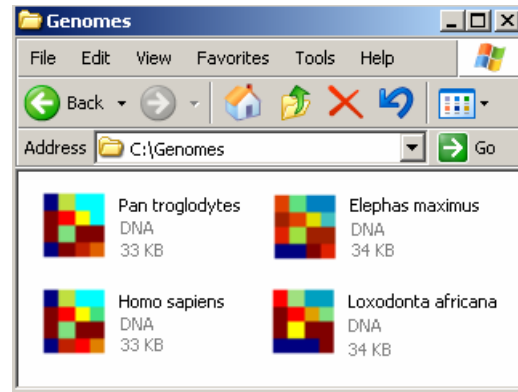 Genomes
File Edit View Favorites Tools Help
Back
Address C:\Genomes Go
Pan troglodytes
DNA
33 KB
Elephas maximus
DNA
34 KB
Homo sapiens
DNA
33 KB
Loxodonta africana
DNA
34 KB